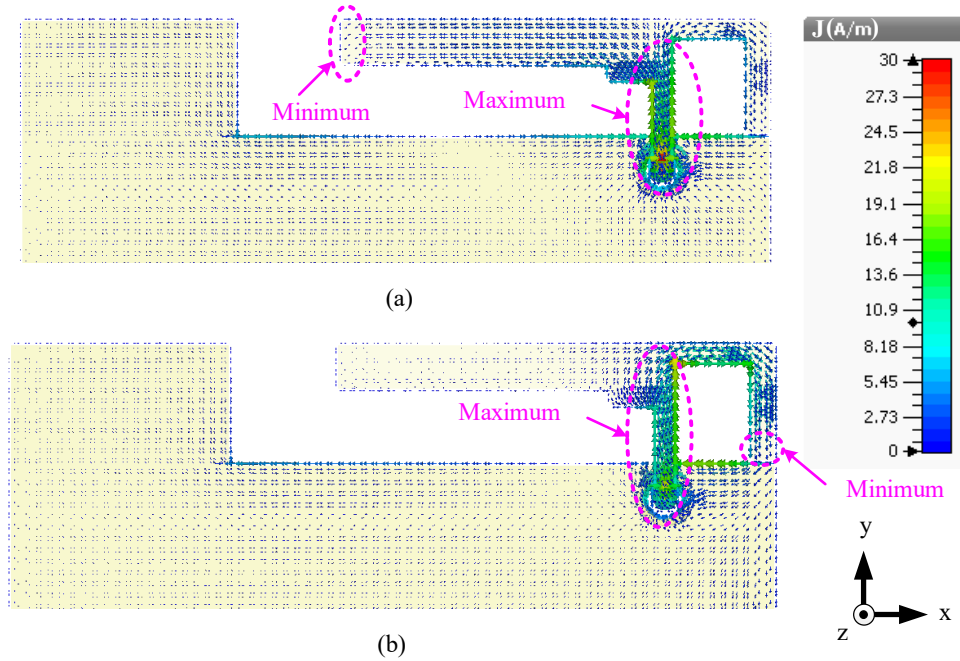 J(A/m)
30
27.3
24.5
21.8
19.1
16.4
13.6
10.9
8.18
5.45
2.73
0
Minimum
Maximum
(a)
Maximum
Minimum
y
x
z
(b)